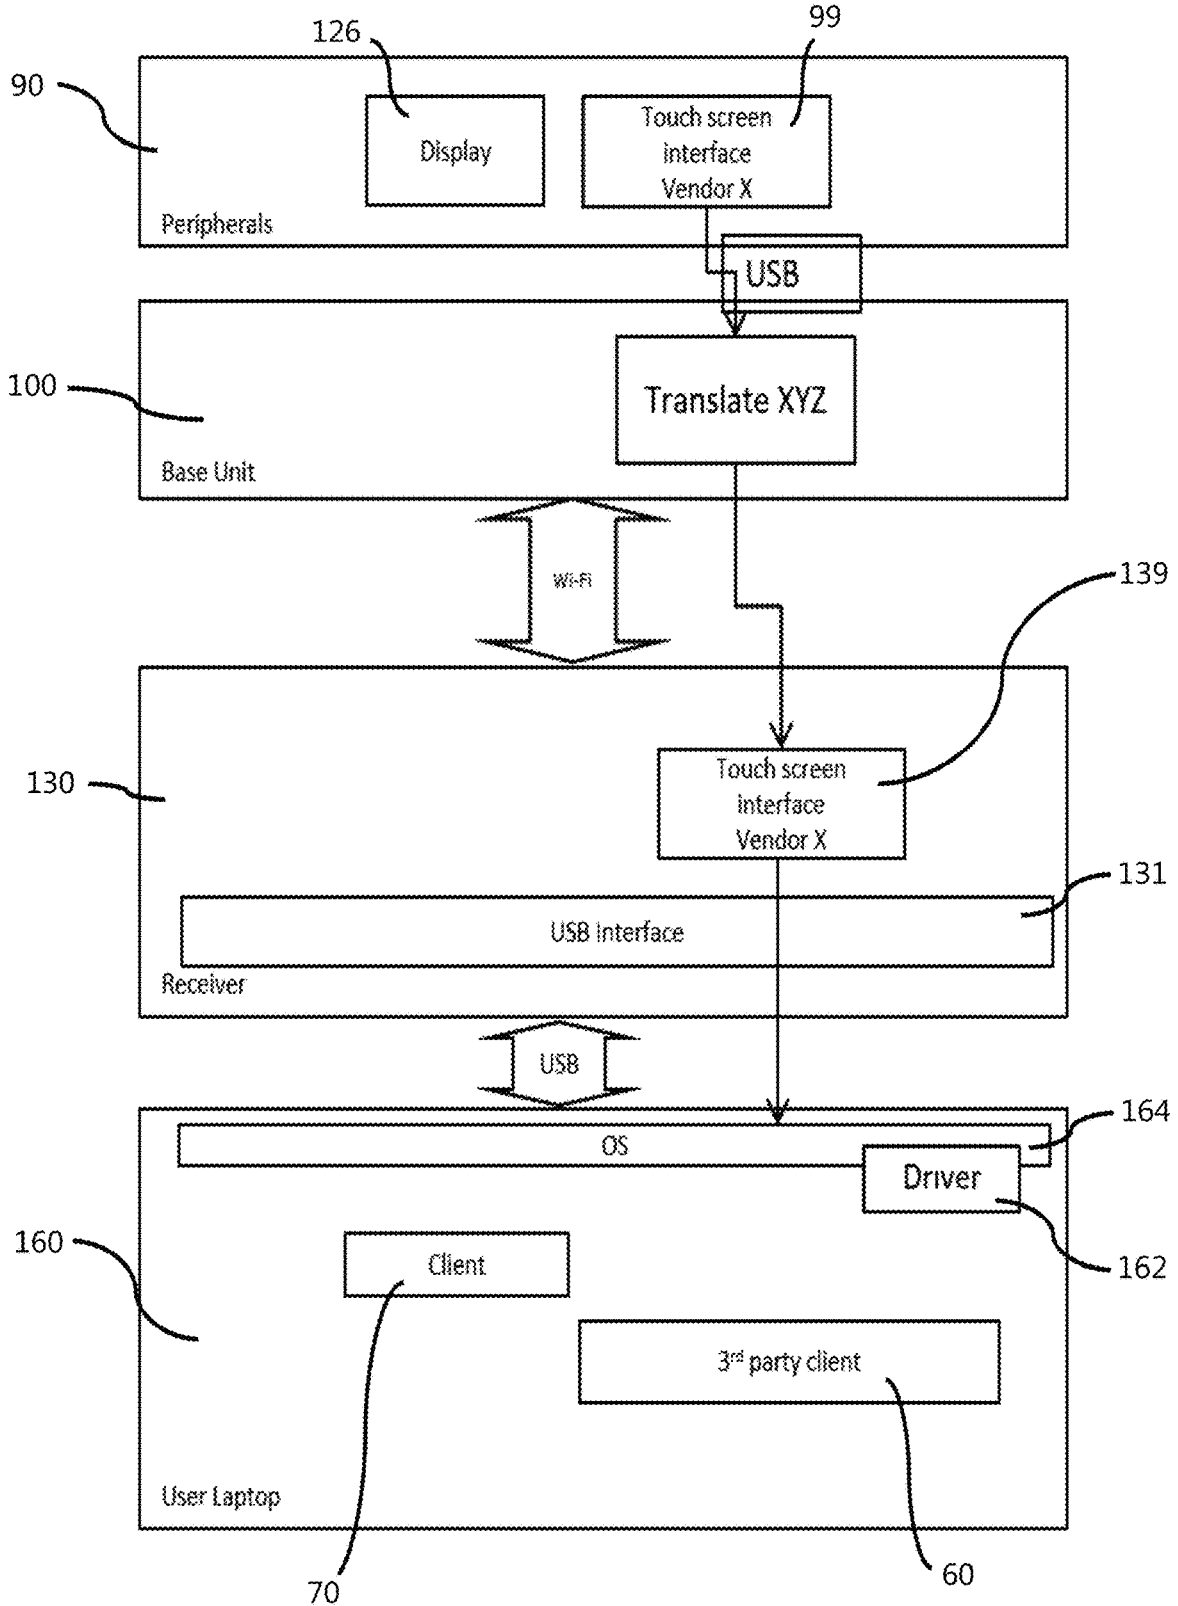 126
99
90
Touch screen
interface
Vendor X
Display
Peripherals
USB
100
Translate XYZ
Base Unit
Wi-Fi
139
130
Touch screen
interface
Vendor X
131
USB Interface
Receiver
USB
164
OS
Driver
160
162
Client
3rd party client
User Laptop
70
60